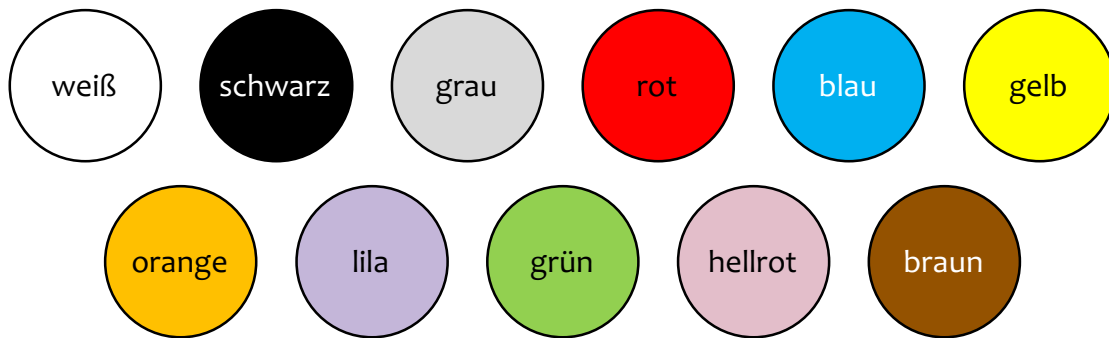 weiß schwarz grau rot blau gelb
orange lila grün hellrot braun